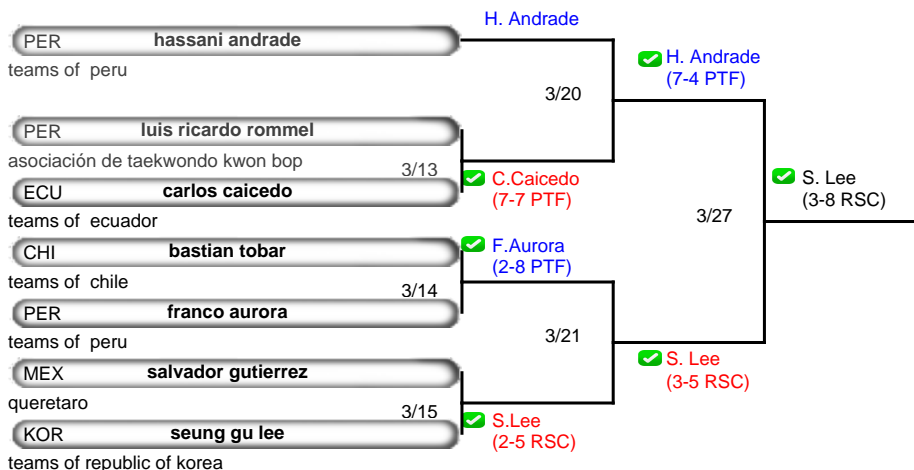 H. Andrade
PER hassani andrade
teams of peru
H. Andrade
(7-4 PTF)
3/20
PER luis ricardo rommel
asociación de taekwondo kwon bop
3/13
C.Caicedo
(7-7 PTF)
ECU carlos caicedo
teams of ecuador
S. Lee
(3-8 RSC)
3/27
CHI bastian tobar
teams of chile
F.Aurora
(2-8 PTF)
3/14
PER franco aurora
teams of peru
3/21
S. Lee
(3-5 RSC)
MEX salvador gutierrez
queretaro
3/15
S.Lee
(2-5 RSC)
KOR seung gu lee
teams of republic of korea